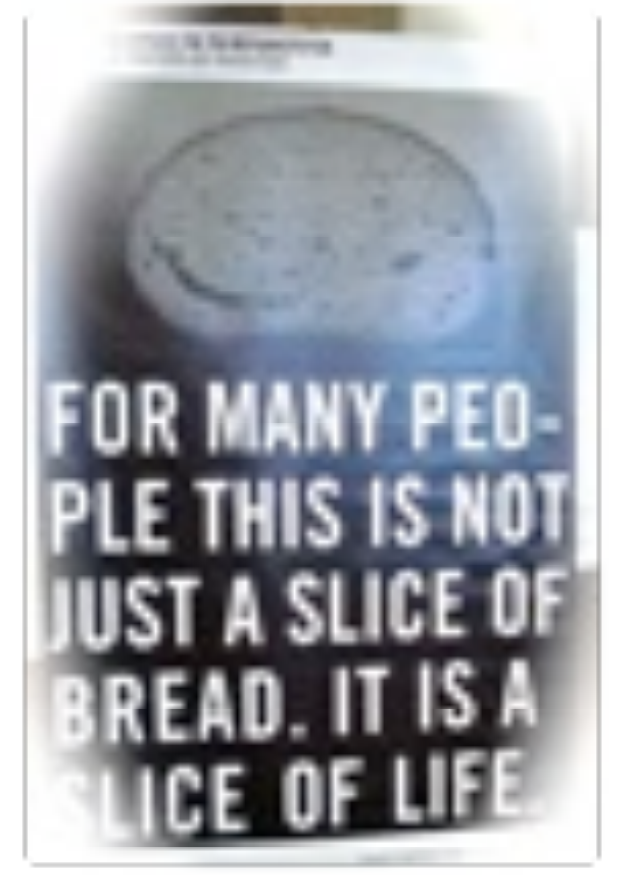 FOR MANY PEO-
PLE THIS IS NOT
JUST A SLICE OF
BREAD. IT IS A
SLICE OF LIFE.